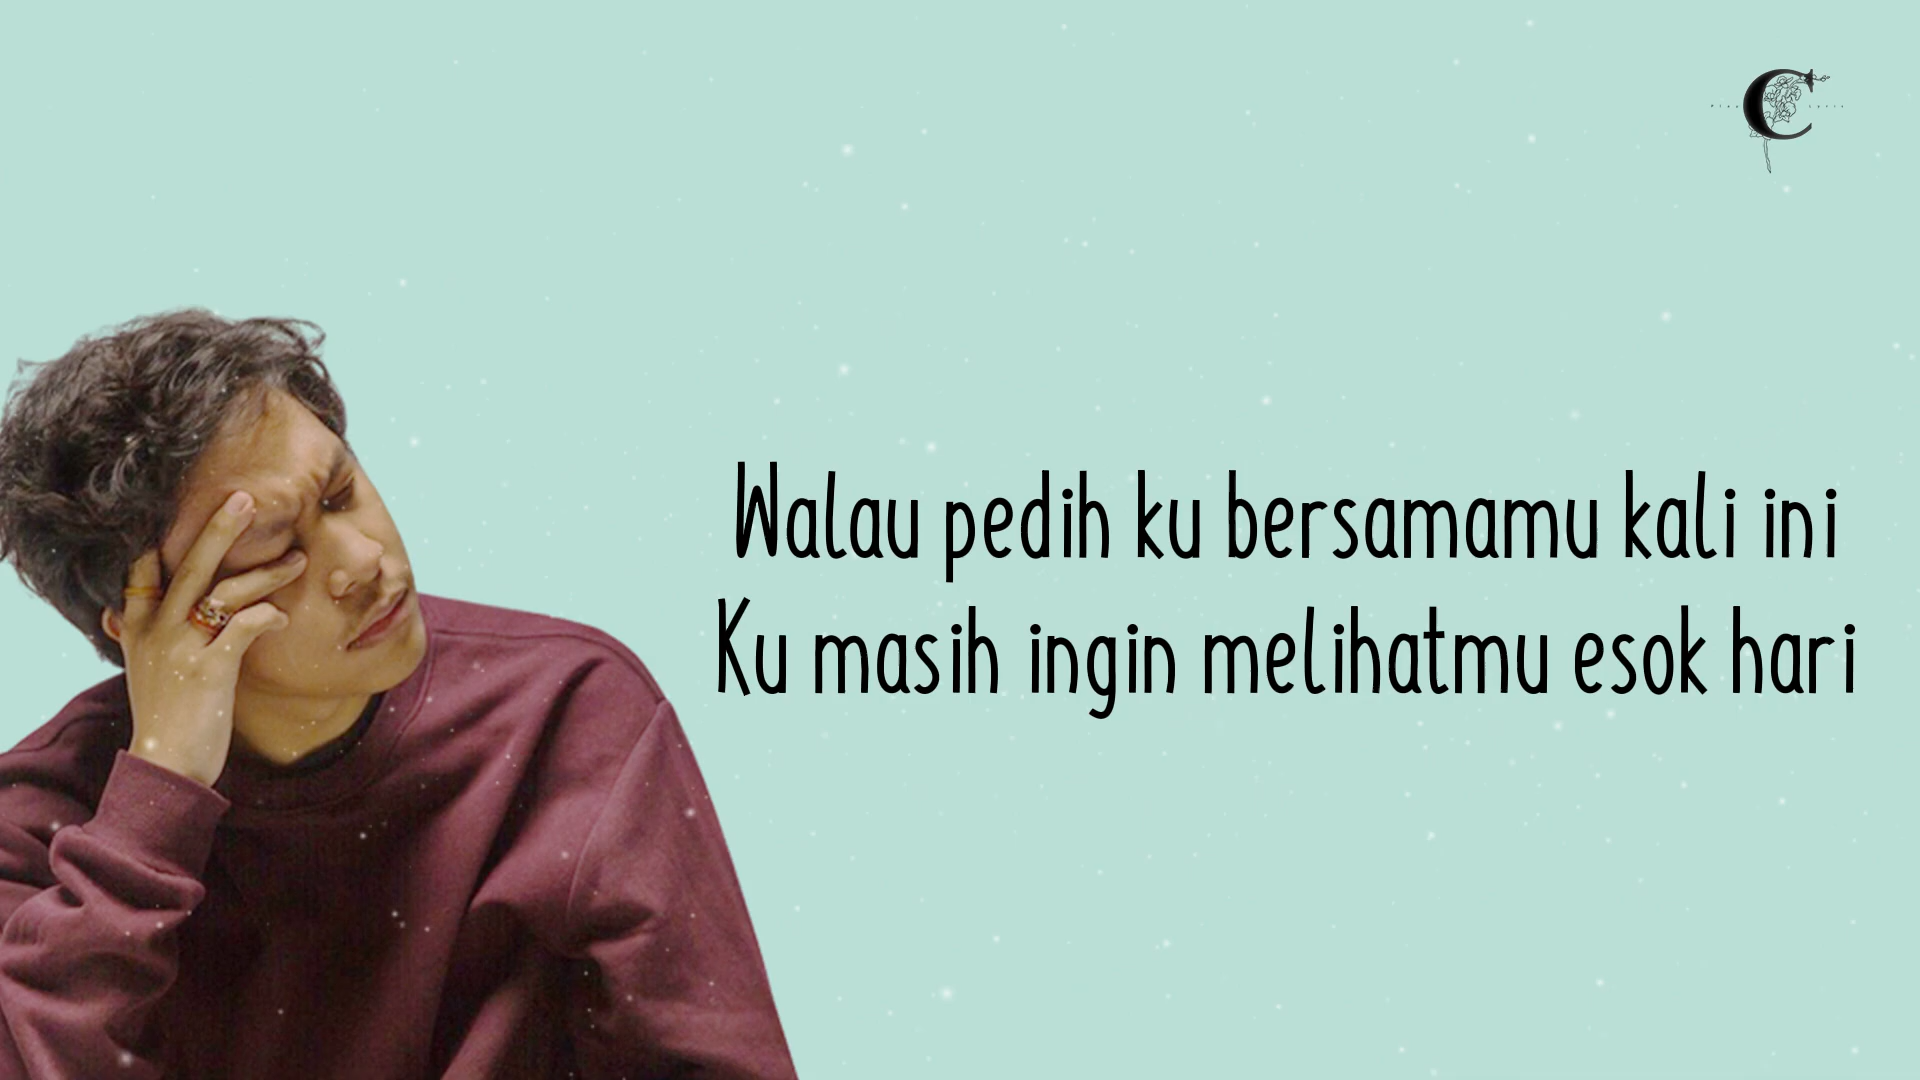 C
Walau pedih ku bersamamu kali ini
Ku masih ingin melihatmu esok hari